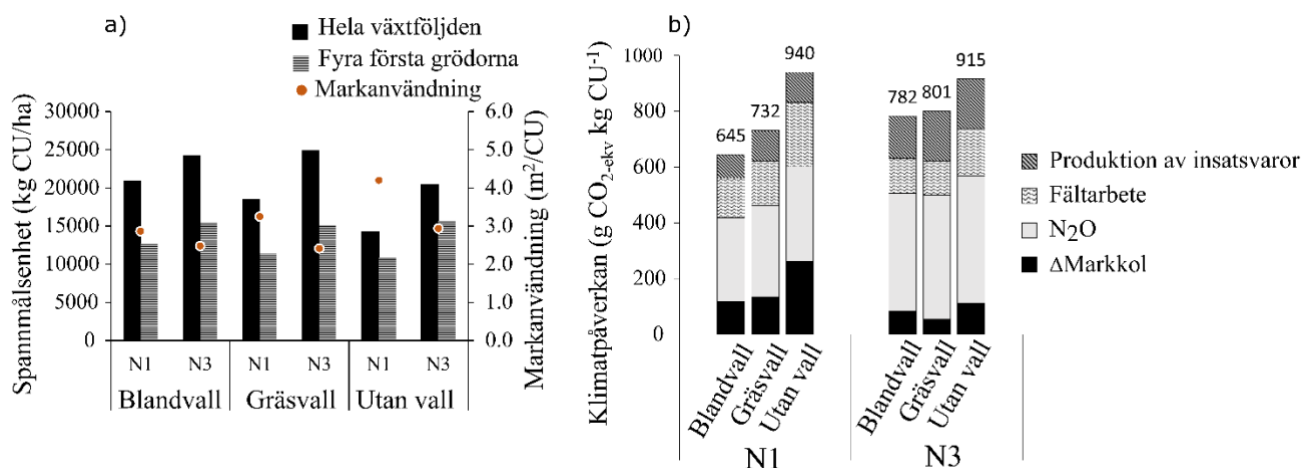 a)
Hela växtföljden
Fyra första grödorna
Markanvändning
Spannmålsenhet (kg CU/ha)
30000
25000
20000
15000
10000
5000
0
6.0
5.0
4.0
3.0
2.0
1.0
0.0
Markanvändning (m²/CU)
N1 N3 N1 N3 N1 N3
Blandvall Gräsvall Utan vall
b)
Klimatpåverkan (g CO₂₋ₑₖᵥ kg CU⁻¹)
1000
800
600
400
200
0
645 732 940 782 801 915
Blandvall Gräsvall Utan vall Blandvall Gräsvall Utan vall
N1 N3
Produktion av insatsvaror
Fältarbete
N₂O
ΔMarkkol